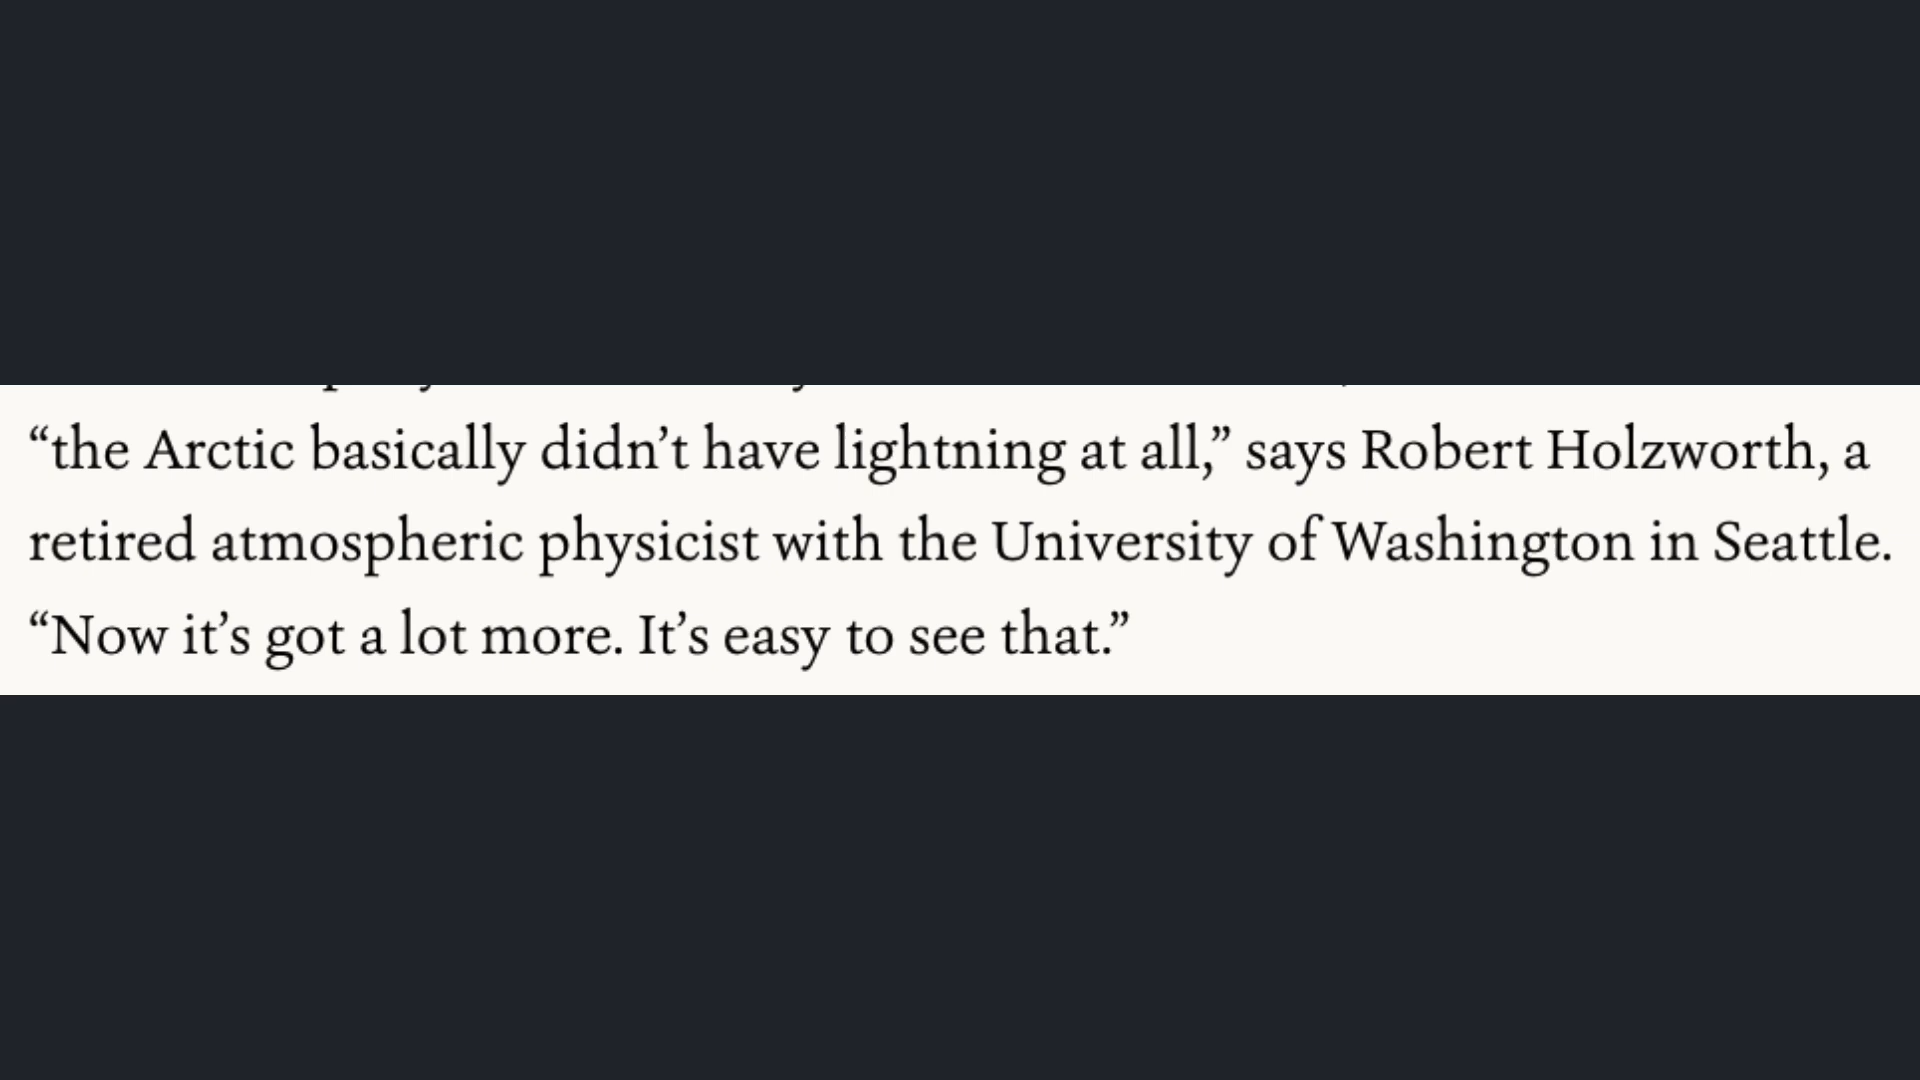 “the Arctic basically didn’t have lightning at all,” says Robert Holzworth, a
retired atmospheric physicist with the University of Washington in Seattle.
“Now it’s got a lot more. It’s easy to see that.”